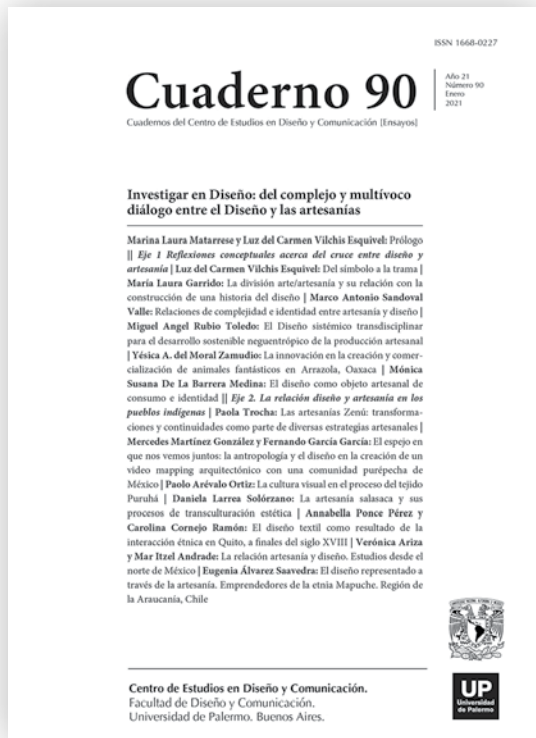 ISSN 1668-0227
Cuaderno 90
Año 21
Número 90
Enero
2021
Cuadernos del Centro de Estudios en Diseño y Comunicación [Ensayos]
Investigar en Diseño: del complejo y multívoco
diálogo entre el Diseño y las artesanías
Marina Laura Matarrese y Luz del Carmen Vilchis Esquivel: Prólogo
|| Eje 1 Reflexiones conceptuales acerca del cruce entre diseño y
artesanía | Luz del Carmen Vilchis Esquivel: Del símbolo a la trama |
María Laura Garrido: La división arte/artesanía y su relación con la
construcción de una historia del diseño | Marco Antonio Sandoval
Valle: Relaciones de complejidad e identidad entre artesanía y diseño |
Miguel Angel Rubio Toledo: El Diseño sistémico transdisciplinar
para el desarrollo sostenible neguentrópico de la producción artesanal
| Yésica A. del Moral Zamudio: La innovación en la creación y comer-
cialización de animales fantásticos en Arrazola, Oaxaca | Mónica
Susana De La Barrera Medina: El diseño como objeto artesanal de
consumo e identidad || Eje 2. La relación diseño y artesanía en los
pueblos indígenas | Paola Trocha: Las artesanías Zenú: transforma-
ciones y continuidades como parte de diversas estrategias artesanales |
Mercedes Martínez González y Fernando García García: El espejo en
que nos vemos juntos: la antropología y el diseño en la creación de un
video mapping arquitectónico con una comunidad purépecha de
México | Paolo Arévalo Ortiz: La cultura visual en el proceso del tejido
Puruhá | Daniela Larrea Solórzano: La artesanía salasaca y sus
procesos de transculturación estética | Annabella Ponce Pérez y
Carolina Cornejo Ramón: El diseño textil como resultado de la
interacción étnica en Quito, a finales del siglo XVIII | Verónica Ariza
y Mar Itzel Andrade: La relación artesanía y diseño. Estudios desde el
norte de México | Eugenia Álvarez Saavedra: El diseño representado a
través de la artesanía. Emprendedores de la etnia Mapuche. Región de
la Araucanía, Chile
Centro de Estudios en Diseño y Comunicación.
Facultad de Diseño y Comunicación.
Universidad de Palermo. Buenos Aires.
UP
Universidad
de Palermo